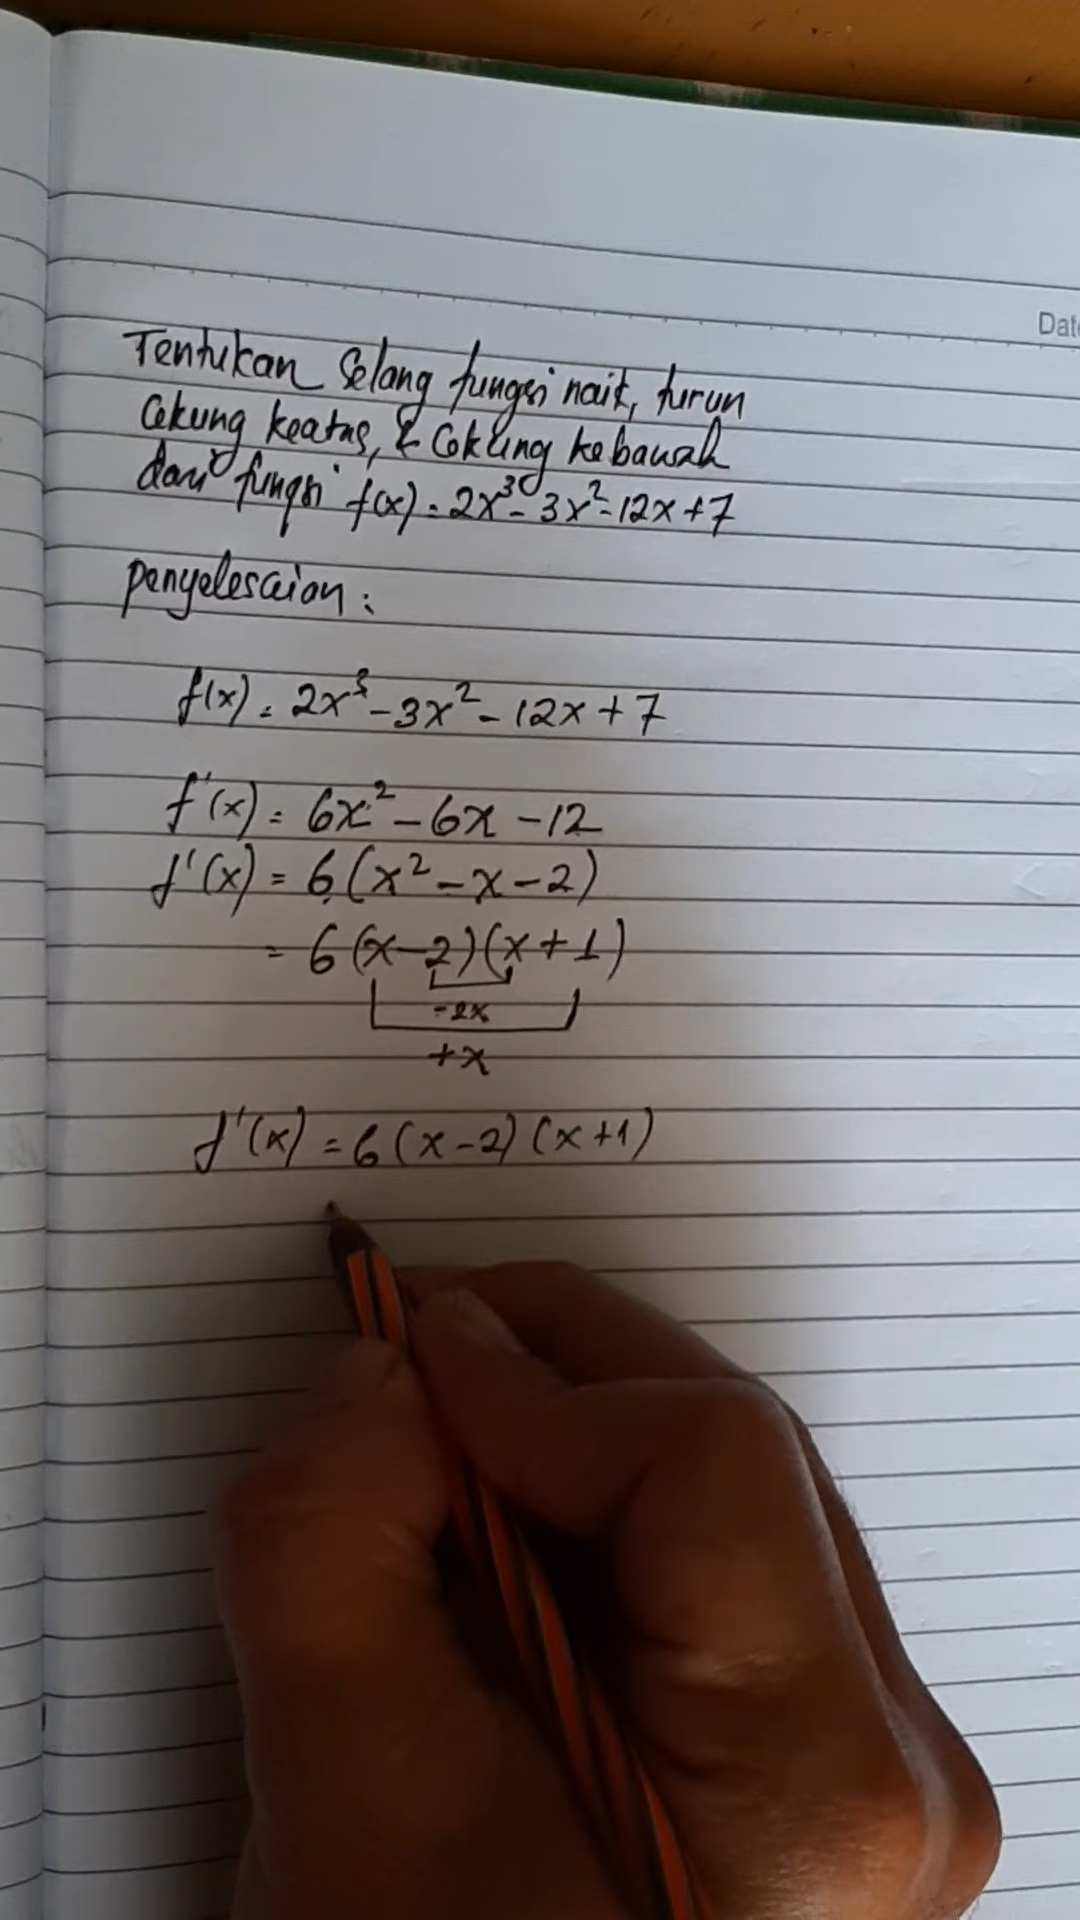 Date
Tentukan Selang fungsi naik, turun
Cekung keatas, & Cekung kebawah
dari fungsi f(x) = 2x³ - 3x² - 12x + 7
Penyelesaian :
f(x) = 2x³ - 3x² - 12x + 7
f'(x) = 6x² - 6x - 12
f'(x) = 6(x² - x - 2)
= 6(x-2)(x+1)
-2x
+x
f'(x) = 6(x-2)(x+1)